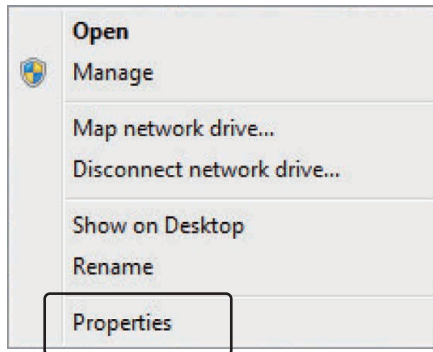 Open
Manage
Map network drive...
Disconnect network drive...
Show on Desktop
Rename
Properties